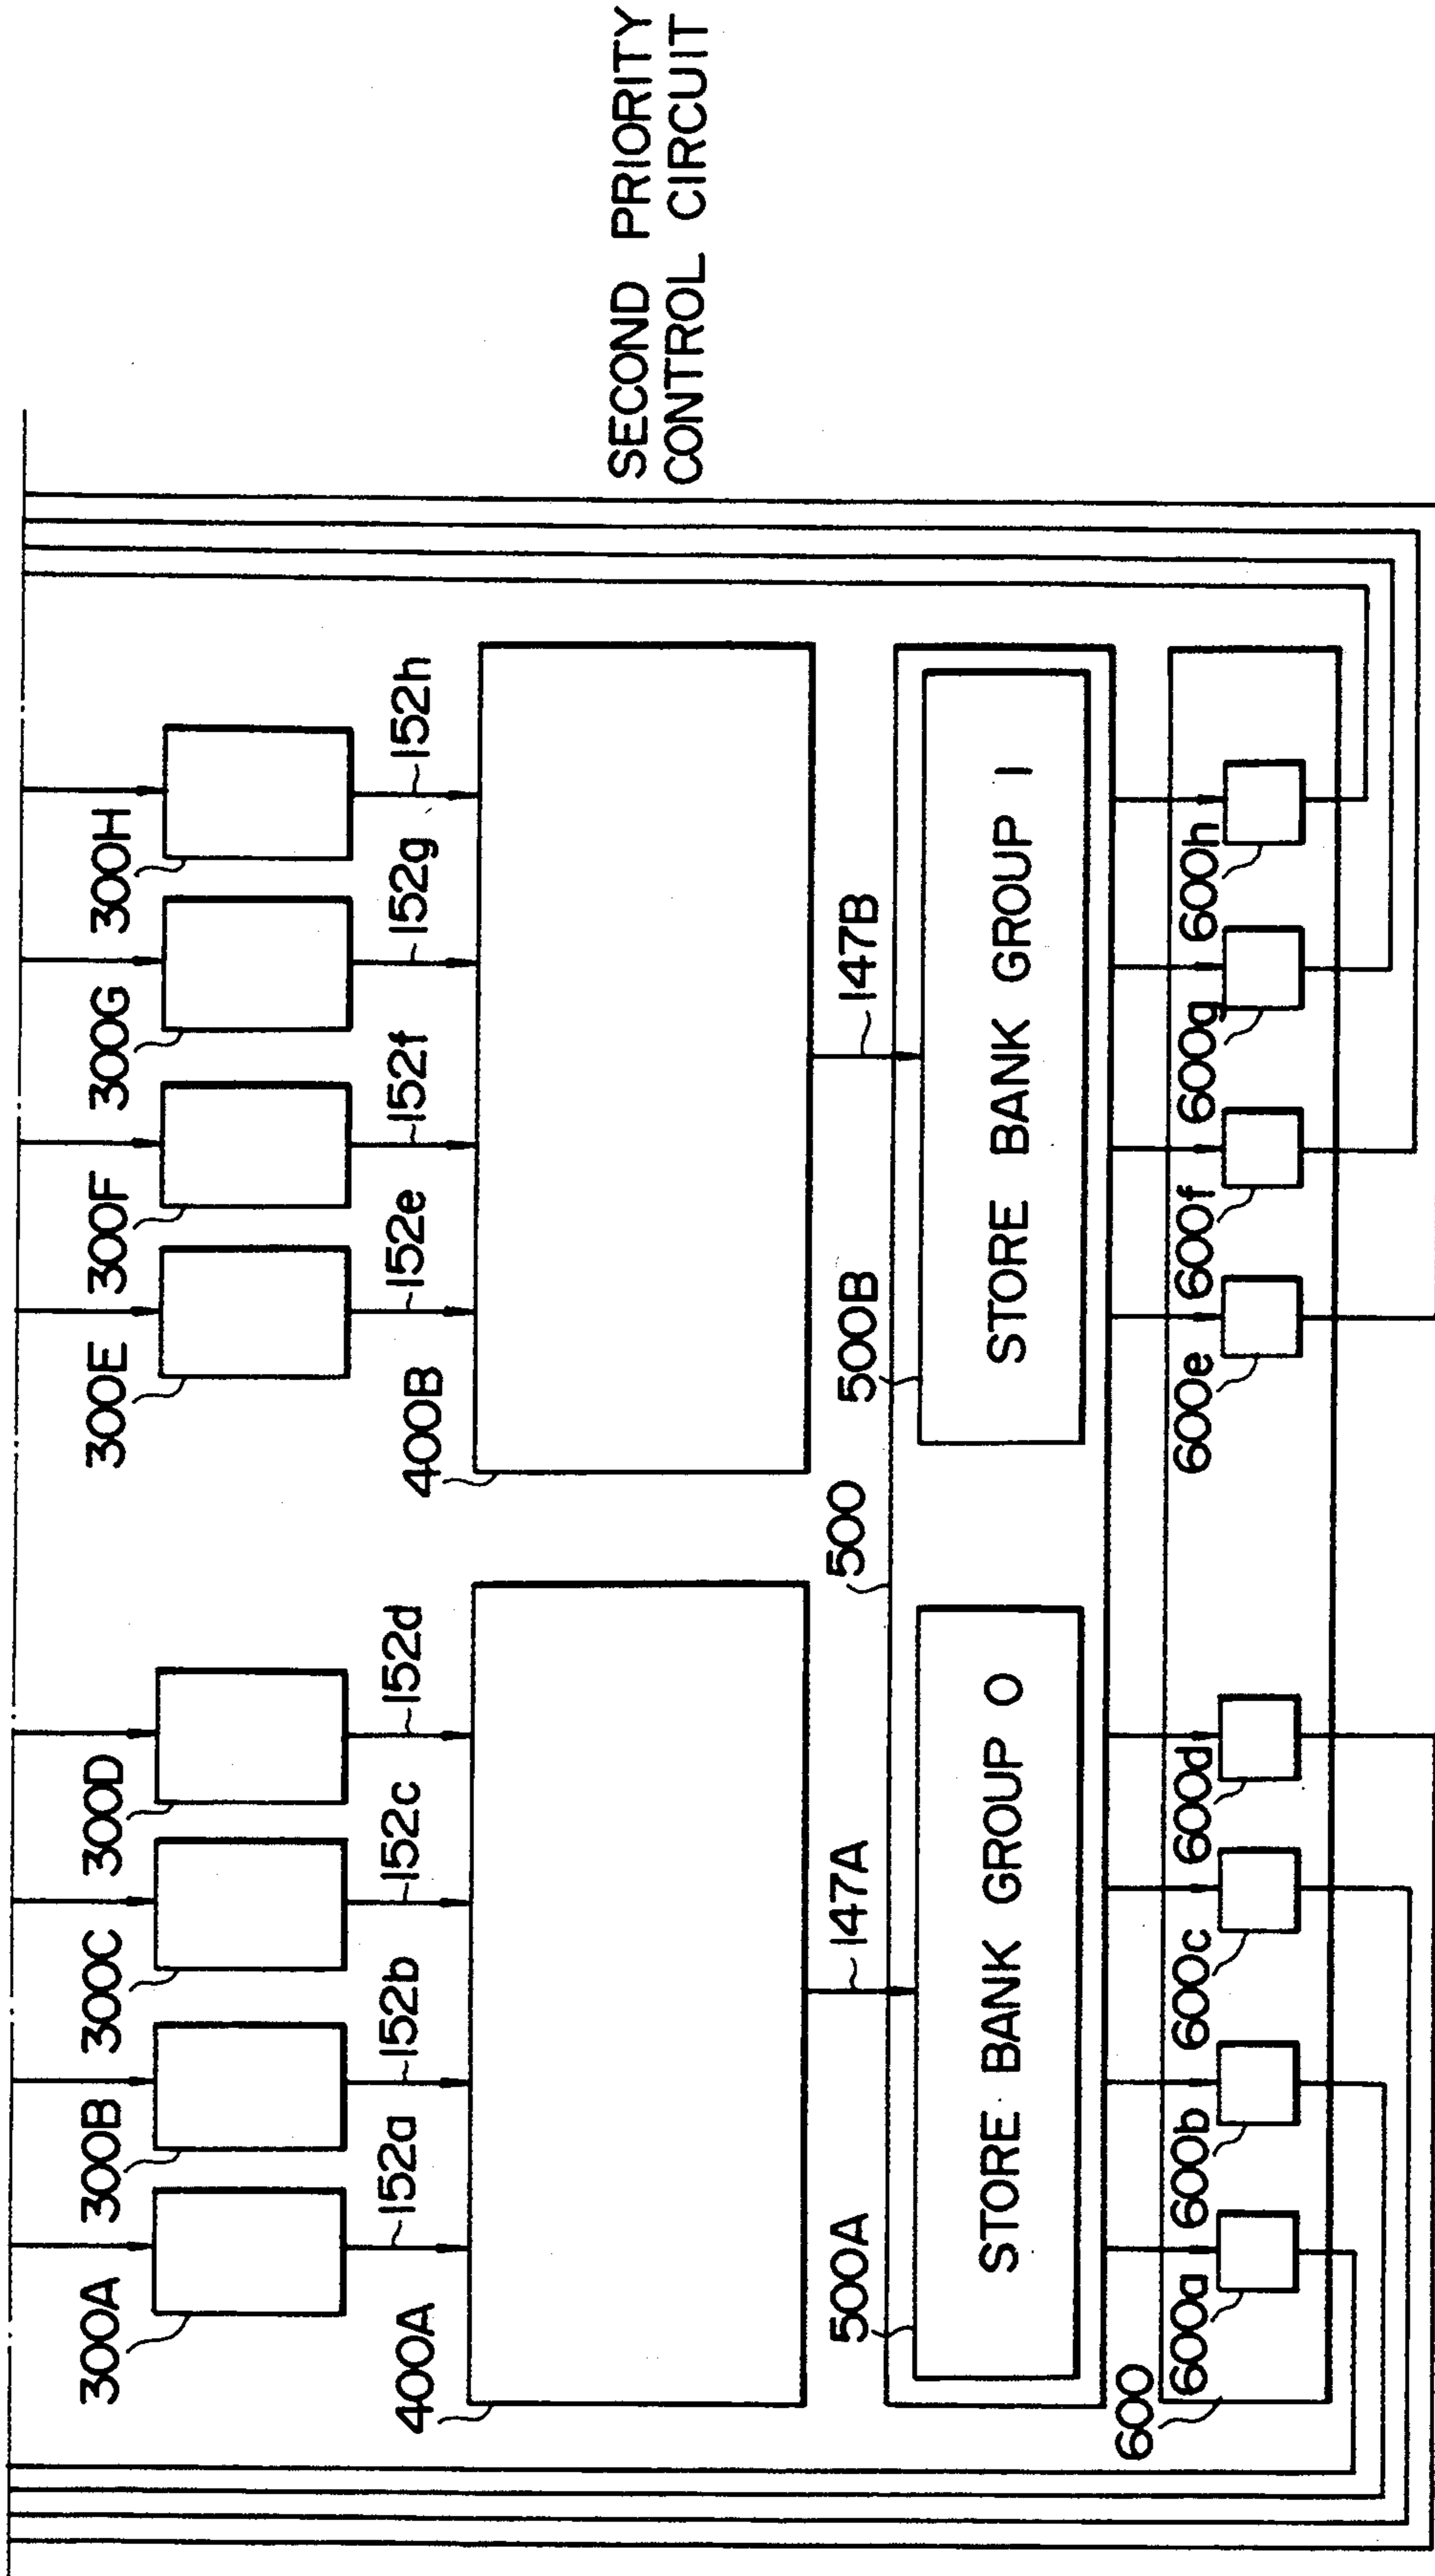 300A
300B
300C
300D
300E
300F
300G
300H
152a
152b
152c
152d
152e
152f
152g
152h
400A
400B
SECOND PRIORITY
CONTROL CIRCUIT
147A
147B
500A
500
500B
STORE BANK GROUP 0
STORE BANK GROUP 1
600
600a
600b
600c
600d
600e
600f
600g
600h